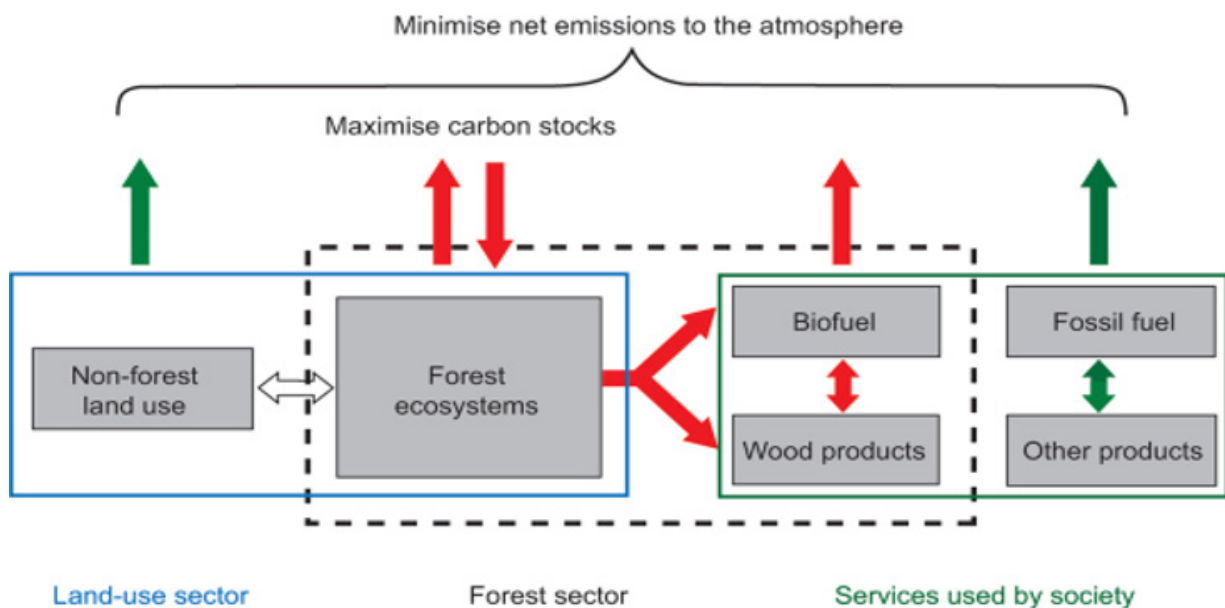 Minimise net emissions to the atmosphere
Maximise carbon stocks
Non-forest
land use
Forest
ecosystems
Biofuel
Wood products
Fossil fuel
Other products
Land-use sector
Forest sector
Services used by society